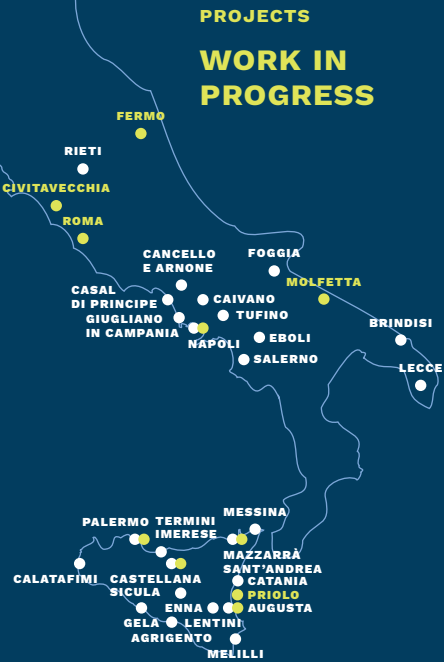 PROJECTS
WORK IN
PROGRESS
FERMO
RIETI
CIVITAVECCHIA
ROMA
CANCELLO
E ARNONE
FOGGIA
MOLFETTA
CASAL
DI PRINCIPE
CAIVANO
GIUGLIANO
IN CAMPANIA
TUFINO
BRINDISI
NAPOLI
EBOLI
SALERNO
LECCE
MESSINA
PALERMO
TERMINI
IMERESE
MAZZARRÀ
SANT'ANDREA
CALATAFIMI
CASTELLANA
SICULA
CATANIA
PRIOLO
ENNA
AUGUSTA
GELA
LENTINI
AGRIGENTO
MELILLI